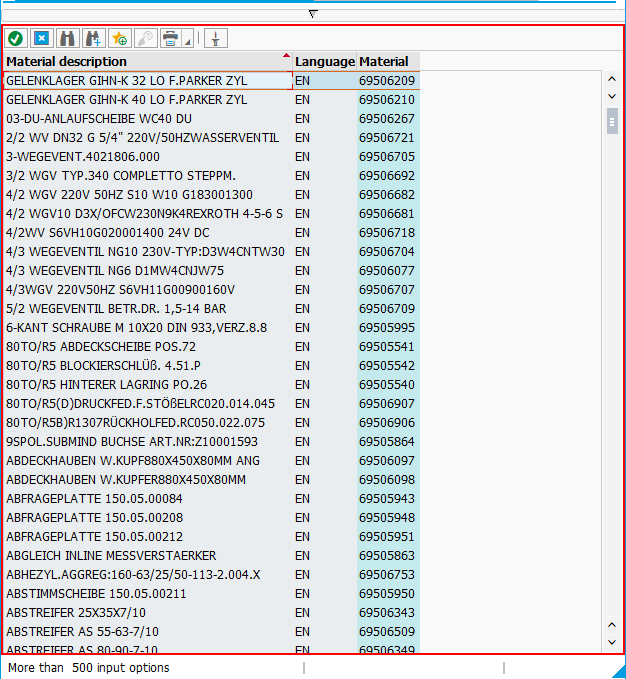 Material description Language Material
GELENKLAGER GIHN-K 32 LO F.PARKER ZYL EN 69506209
GELENKLAGER GIHN-K 40 LO F.PARKER ZYL EN 69506210
03-DU-ANLAUFSCHEIBE WC40 DU EN 69506267
2/2 WV DN32 G 5/4" 220V/50HZWASSERVENTIL EN 69506721
3-WEGEVENT.4021806.000 EN 69506705
3/2 WGV TYP.340 COMPLETTO STEPPM. EN 69506692
4/2 WGV 220V 50HZ S10 W10 G183001300 EN 69506682
4/2 WGV10 D3X/OFCW230N9K4REXROTH 4-5-6 S EN 69506681
4/2WV S6VH10G020001400 24V DC EN 69506718
4/3 WEGEVENTIL NG10 230V-TYP:D3W4CNTW30 EN 69506704
4/3 WEGEVENTIL NG6 D1MW4CNJW75 EN 69506077
4/3WGV 220V50HZ S6VH11G00900160V EN 69506707
5/2 WEGEVENTIL BETR.DR. 1,5-14 BAR EN 69506709
6-KANT SCHRAUBE M 10X20 DIN 933,VERZ.8.8 EN 69505995
80TO/R5 ABDECKSCHEIBE POS.72 EN 69505541
80TO/R5 BLOCKIERSCHLÜß. 4.51.P EN 69505542
80TO/R5 HINTERER LAGRING PO.26 EN 69505540
80TO/R5(D)DRUCKFED.F.STÖßELRC020.014.045 EN 69506907
80TO/R5B)R1307RÜCKHOLFED.RC050.022.075 EN 69506906
9SPOL.SUBMIND BUCHSE ART.NR:Z10001593 EN 69505864
ABDECKHAUBEN W.KUPF880X450X80MM ANG EN 69506097
ABDECKHAUBEN W.KUPFER880X450X80MM EN 69506098
ABFRAGEPLATTE 150.05.00084 EN 69505943
ABFRAGEPLATTE 150.05.00208 EN 69505948
ABFRAGEPLATTE 150.05.00212 EN 69505951
ABGLEICH INLINE MESSVERSTAERKER EN 69505863
ABHEZYL.AGGREG:160-63/25/50-113-2.004.X EN 69506753
ABSTIMMSCHEIBE 150.05.00211 EN 69505950
ABSTREIFER 25X35X7/10 EN 69506343
ABSTREIFER AS 55-63-7/10 EN 69506509
ABSTREIFER AS 80-90-7-10 EN 69506349
More than 500 input options